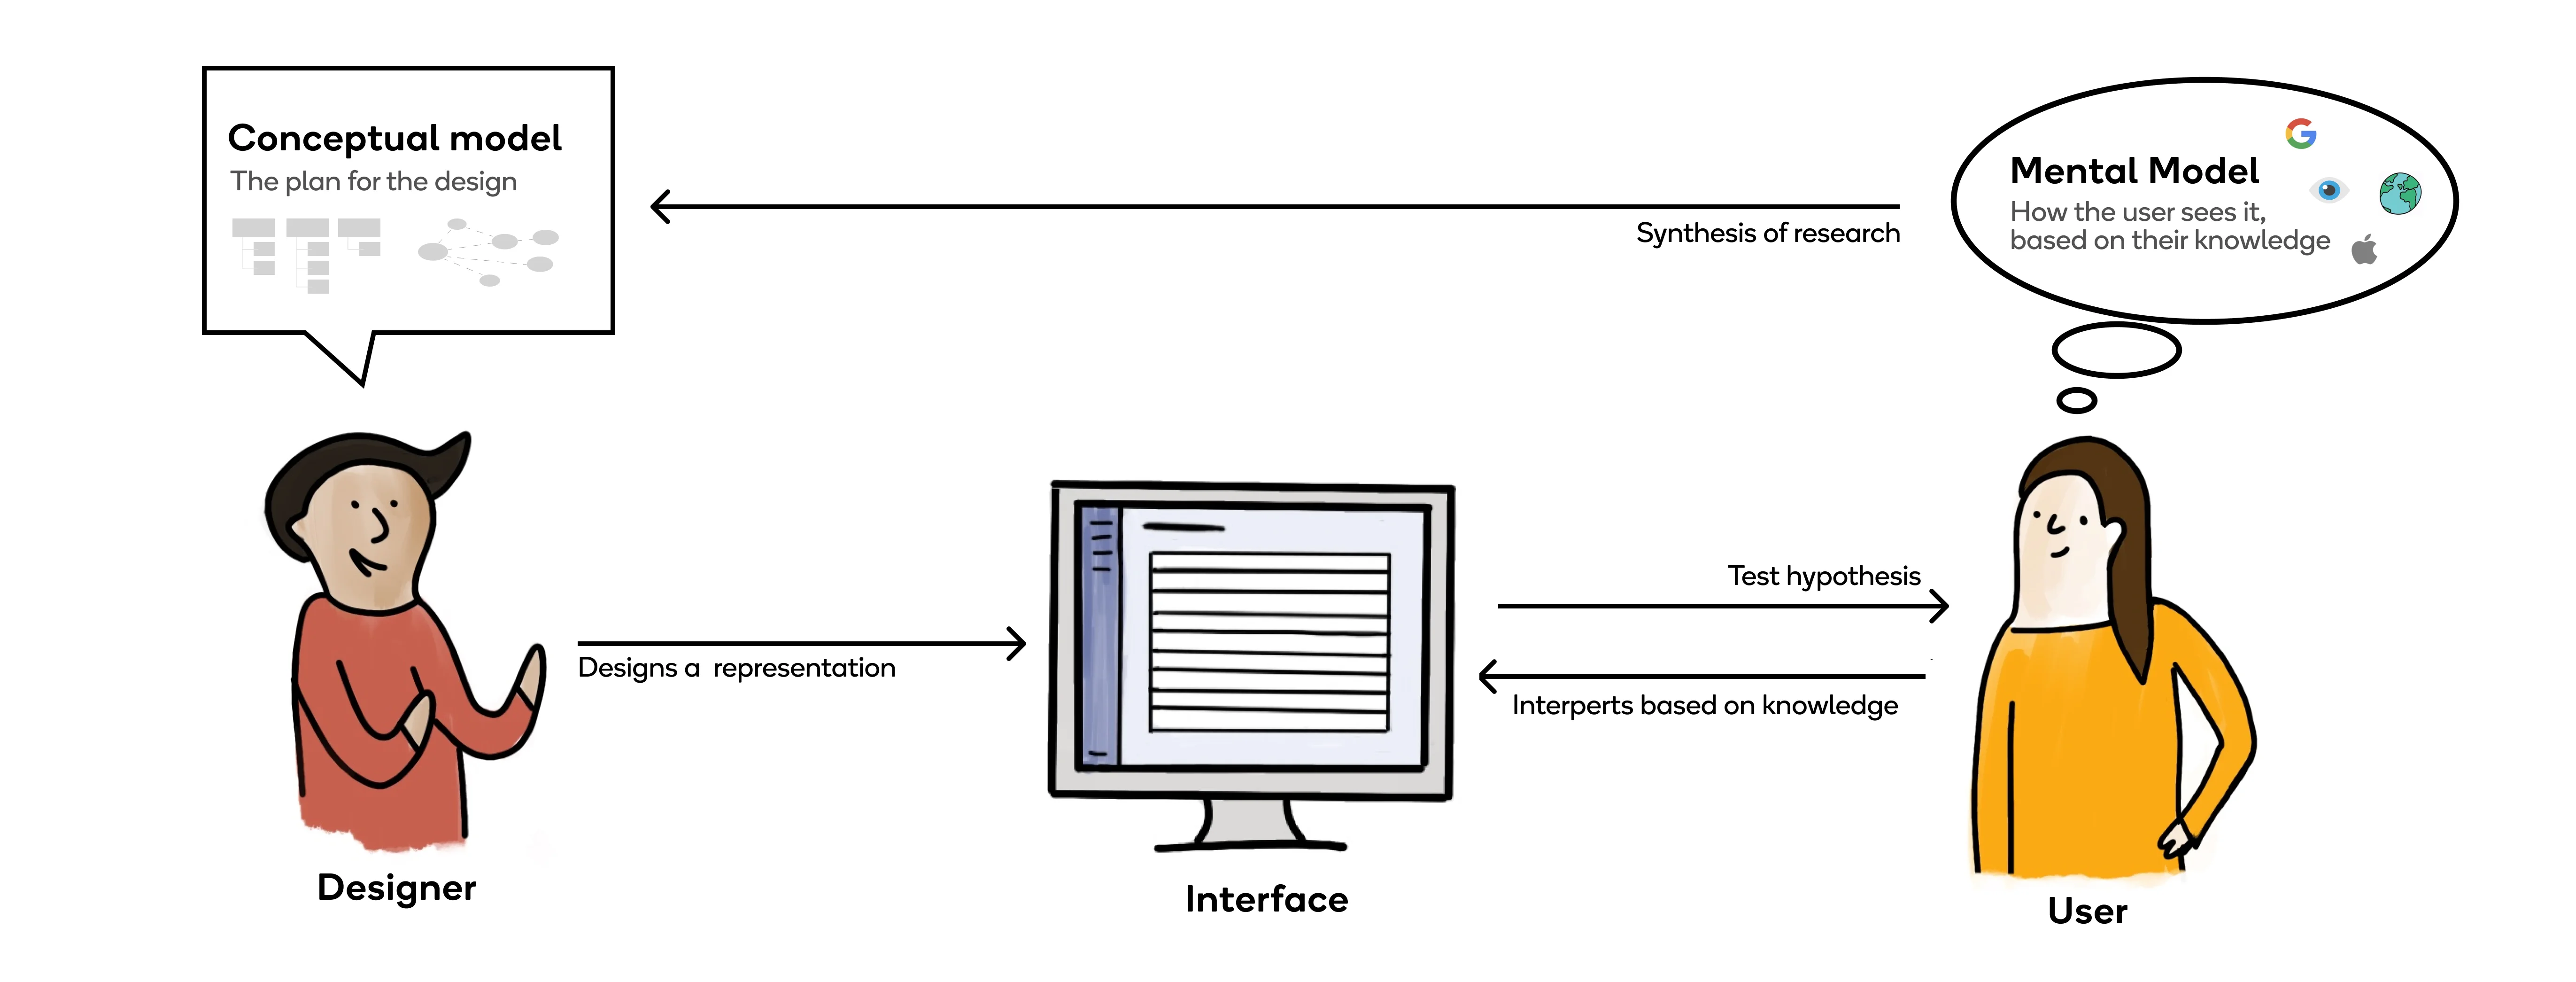 Conceptual model
The plan for the design
Synthesis of research
Mental Model
How the user sees it,
based on their knowledge
Designs a representation
Test hypothesis
Interperts based on knowledge
Designer
Interface
User